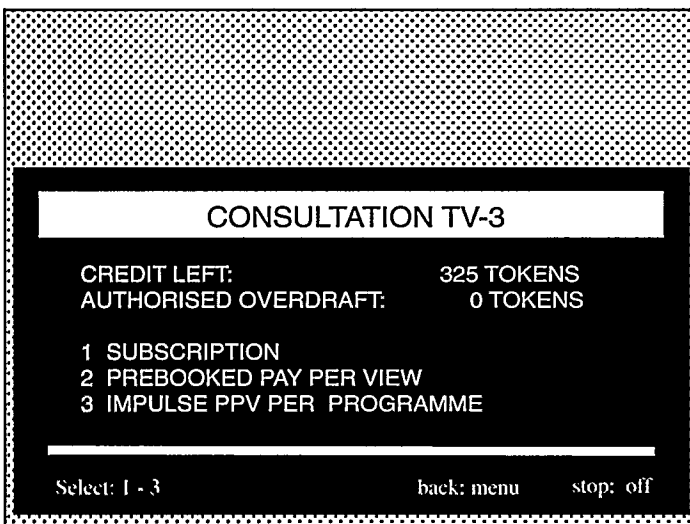 CONSULTATION TV-3
CREDIT LEFT: 325 TOKENS
AUTHORISED OVERDRAFT: 0 TOKENS
1 SUBSCRIPTION
2 PREBOOKED PAY PER VIEW
3 IMPULSE PPV PER PROGRAMME
Select: 1 - 3 back: menu stop: off